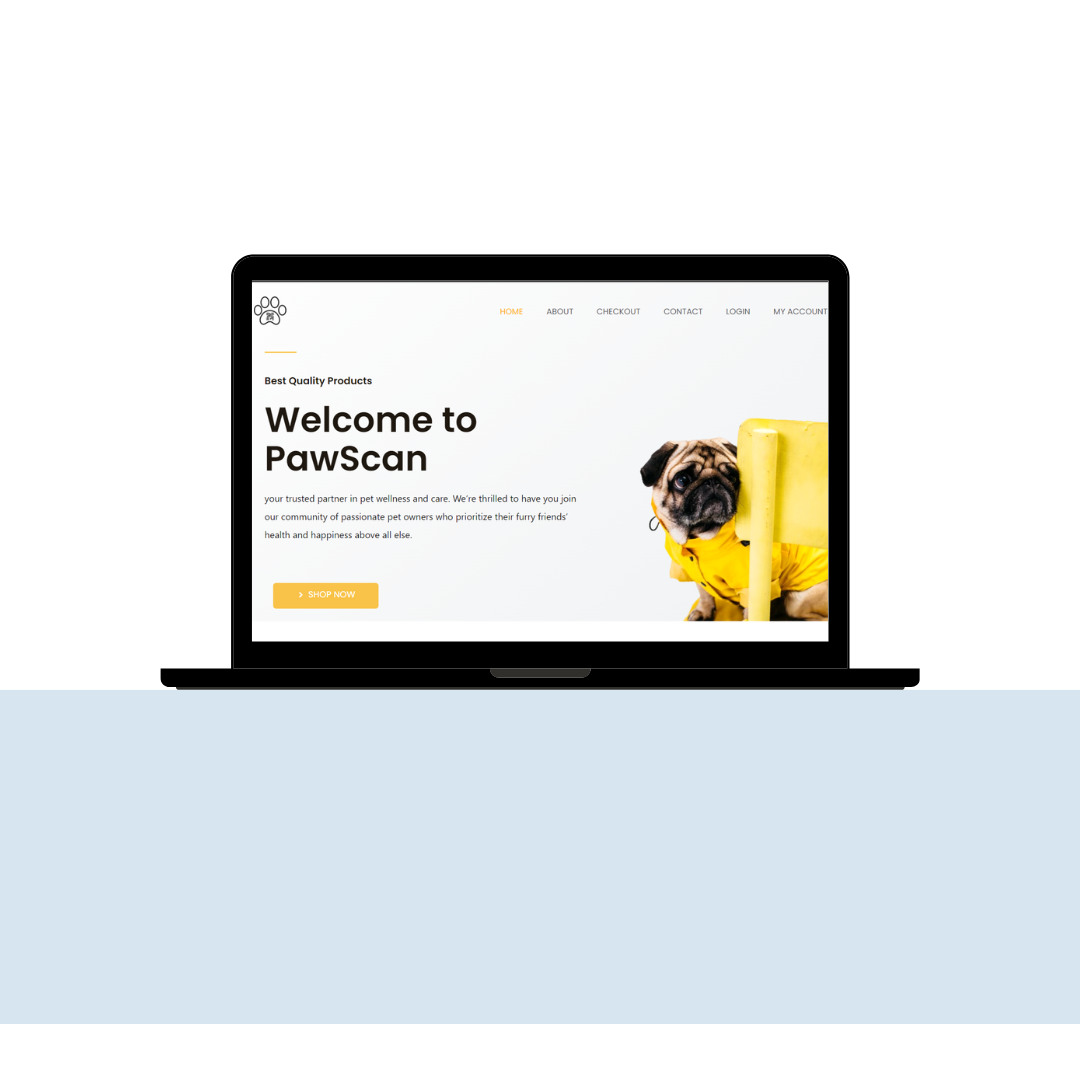 HOME ABOUT CHECKOUT CONTACT LOGIN MY ACCOUNT
Best Quality Products
Welcome to
PawScan
your trusted partner in pet wellness and care. We're thrilled to have you join
our community of passionate pet owners who prioritize their furry friends'
health and happiness above all else.
SHOP NOW